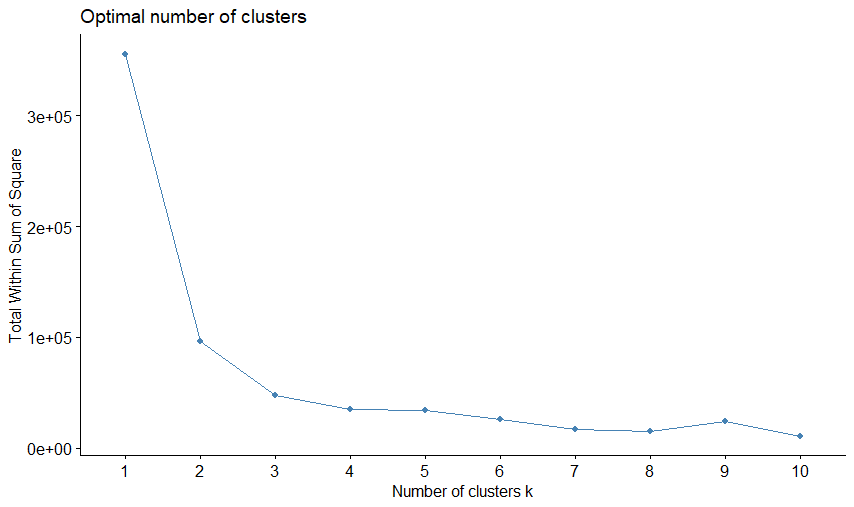 Optimal number of clusters
Total Within Sum of Square
3e+05
2e+05
1e+05
0e+00
1 2 3 4 5 6 7 8 9 10
Number of clusters k